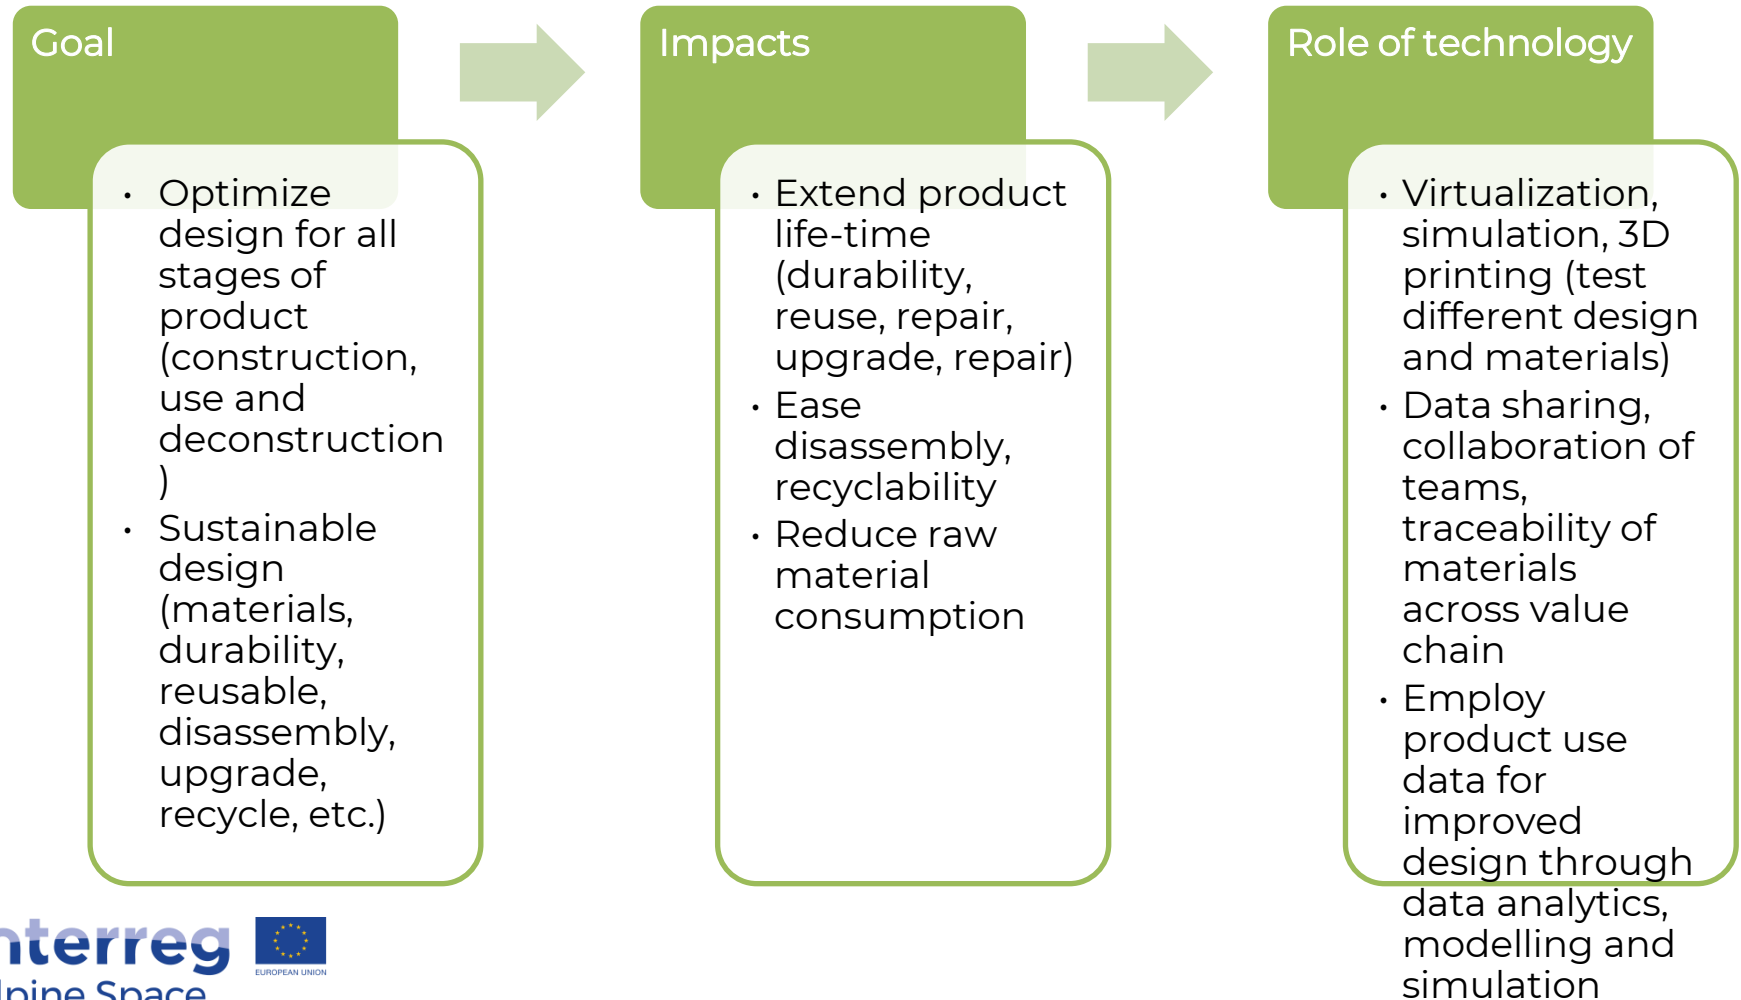 Goal
• Optimize
design for all
stages of
product
(construction,
use and
deconstruction
)
• Sustainable
design
(materials,
durability,
reusable,
disassembly,
upgrade,
recycle, etc.)
Impacts
• Extend product
life-time
(durability,
reuse, repair,
upgrade, repair)
• Ease
disassembly,
recyclability
• Reduce raw
material
consumption
Role of technology
• Virtualization,
simulation, 3D
printing (test
different design
and materials)
• Data sharing,
collaboration of
teams,
traceability of
materials
across value
chain
• Employ
product use
data for
improved
design through
data analytics,
modelling and
simulation
nterreg
EUROPEAN UNION
lpine Space